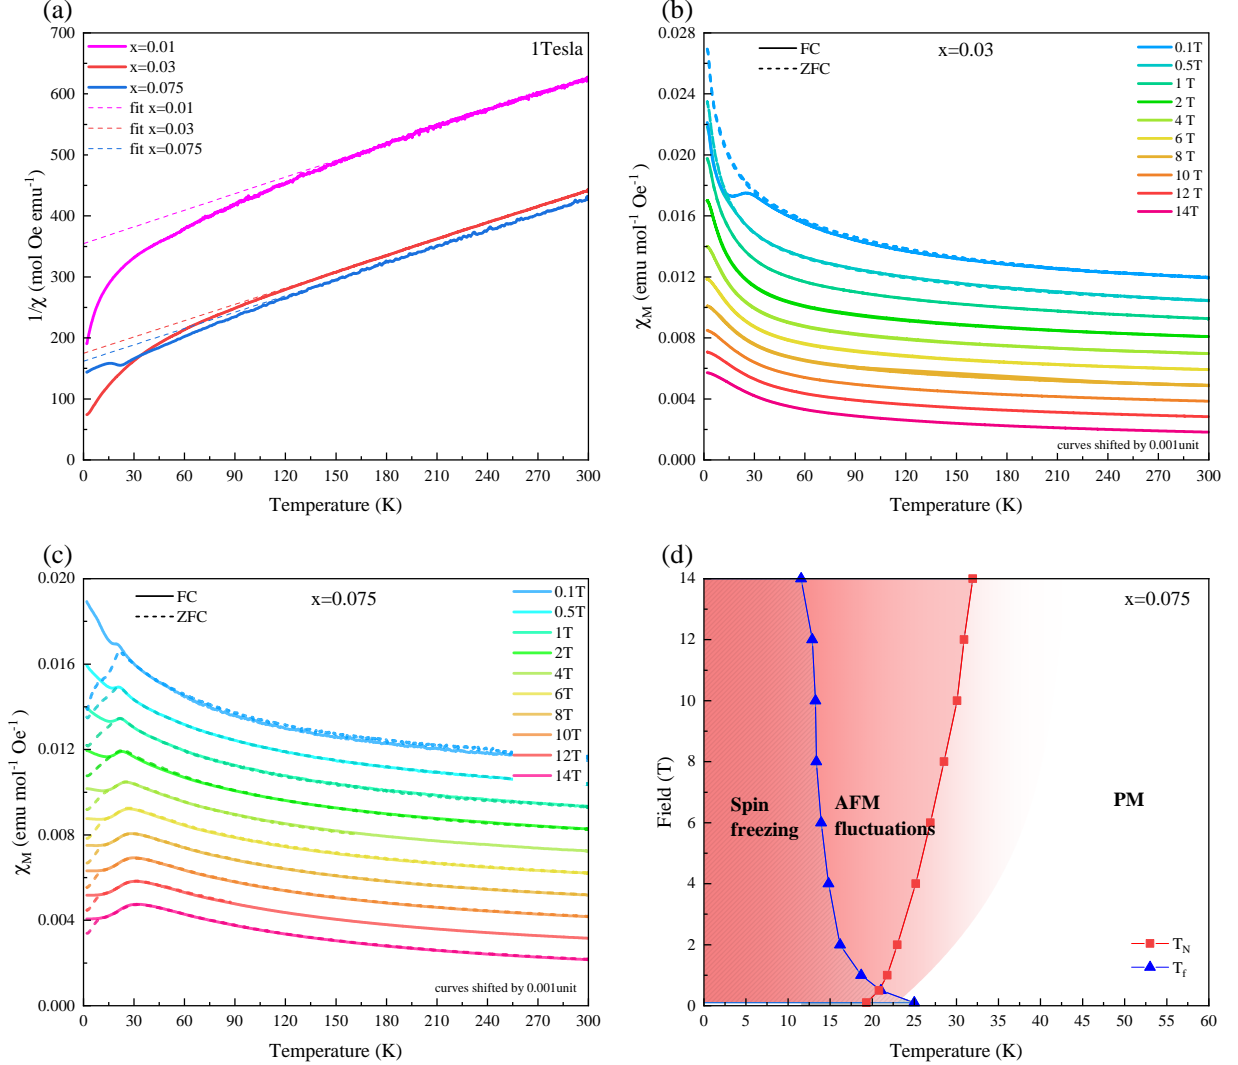 (a)
700
600
500
400
300
200
100
0
1/χ (mol Oe emu⁻¹)
x=0.01
x=0.03
x=0.075
fit x=0.01
fit x=0.03
fit x=0.075
1Tesla
0 30 60 90 120 150 180 210 240 270 300
Temperature (K)
(b)
0.028
0.024
0.020
0.016
0.012
0.008
0.004
0.000
χM (emu mol⁻¹ Oe⁻¹)
FC
ZFC
x=0.03
0.1T
0.5T
1 T
2 T
4 T
6 T
8 T
10 T
12 T
14T
curves shifted by 0.001unit
0 30 60 90 120 150 180 210 240 270 300
Temperature (K)
(c)
0.020
0.016
0.012
0.008
0.004
0.000
χM (emu mol⁻¹ Oe⁻¹)
FC
ZFC
x=0.075
0.1T
0.5T
1T
2T
4T
6T
8T
10T
12T
14T
curves shifted by 0.001unit
0 30 60 90 120 150 180 210 240 270 300
Temperature (K)
(d)
14
12
10
8
6
4
2
0
Field (T)
x=0.075
Spin
freezing
AFM
fluctuations
PM
TN
Tf
0 5 10 15 20 25 30 35 40 45 50 55 60
Temperature (K)